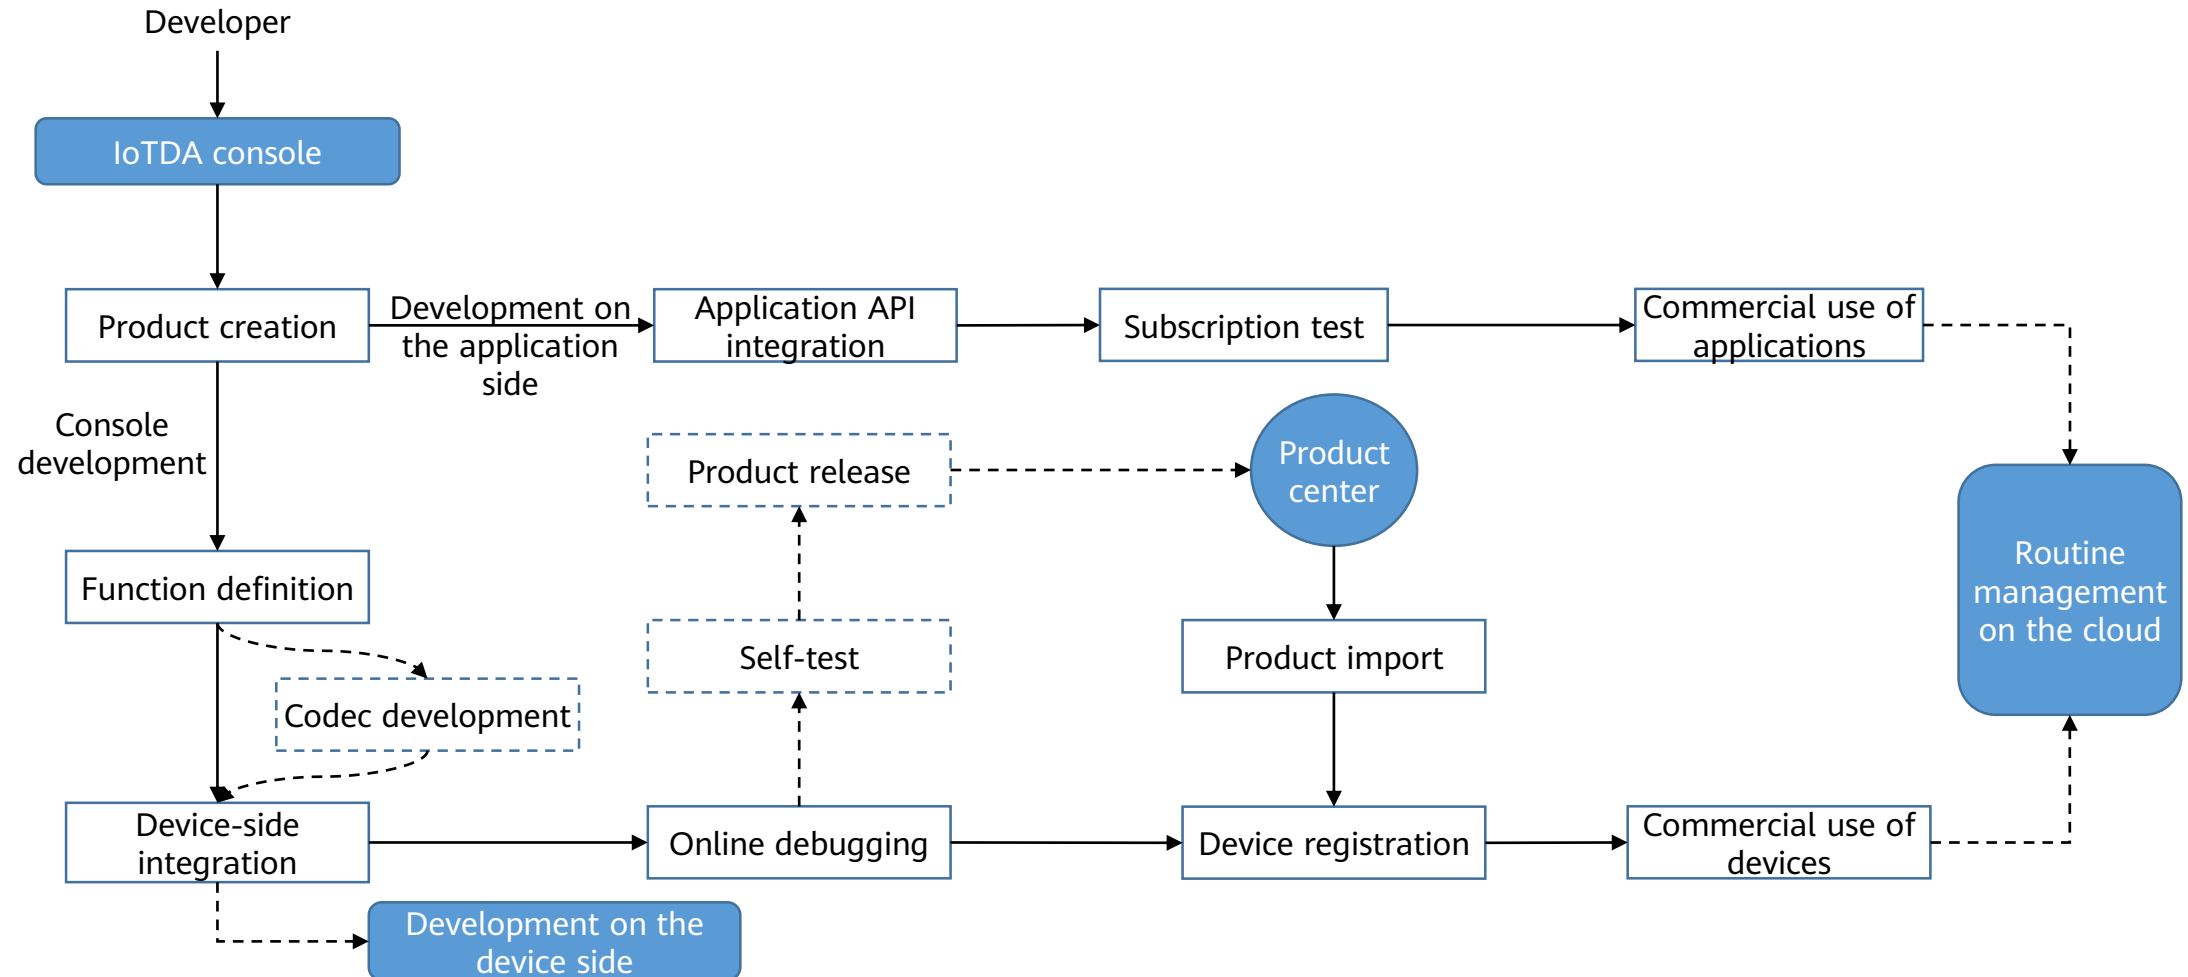 Developer
IoTDA console
Product creation
Development on
the application
side
Application API
integration
Subscription test
Commercial use of
applications
Console
development
Product release
Product
center
Function definition
Routine
management
on the cloud
Self-test
Product import
Codec development
Device-side
integration
Online debugging
Device registration
Commercial use of
devices
Development on the
device side